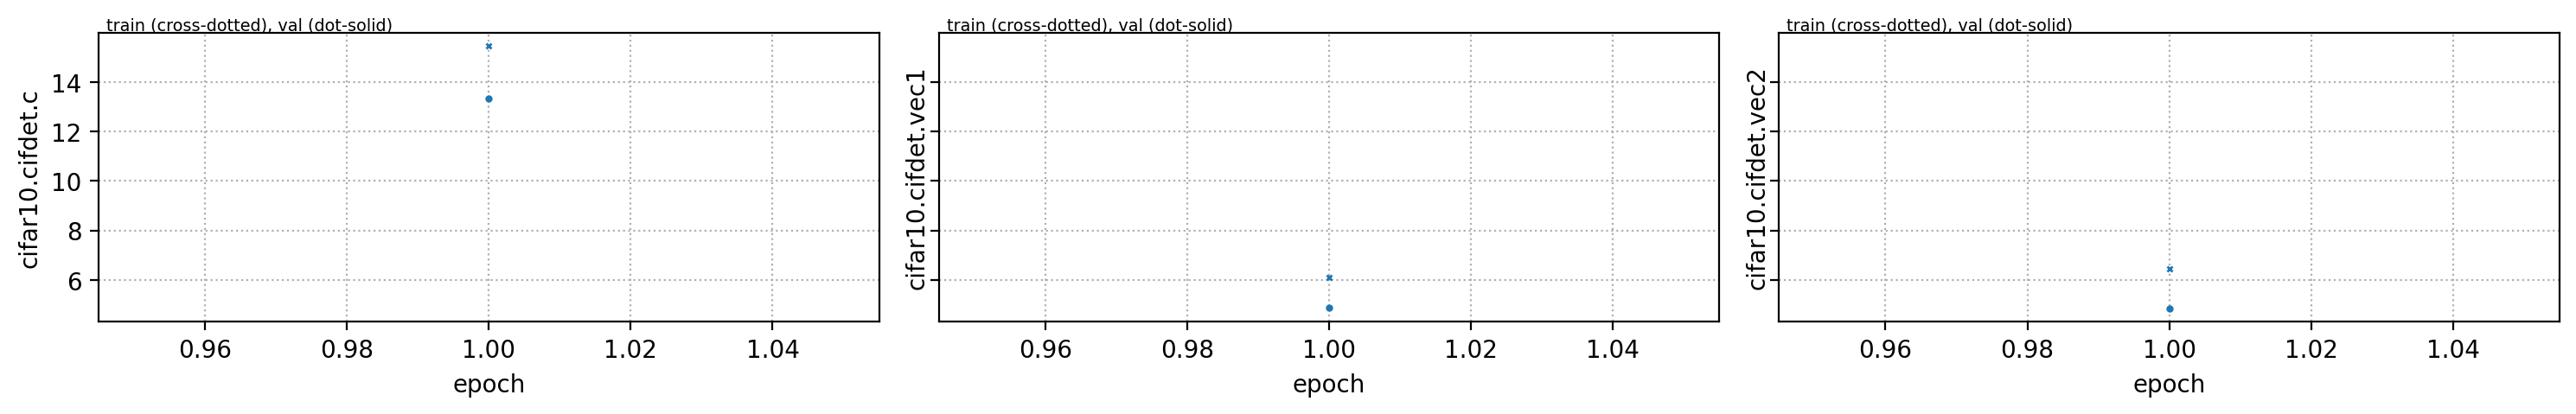 train (cross-dotted), val (dot-solid)
cifar10.cifdet.c
14
12
10
8
6
0.96 0.98 1.00 1.02 1.04
epoch
train (cross-dotted), val (dot-solid)
cifar10.cifdet.vec1
0.96 0.98 1.00 1.02 1.04
epoch
train (cross-dotted), val (dot-solid)
cifar10.cifdet.vec2
0.96 0.98 1.00 1.02 1.04
epoch